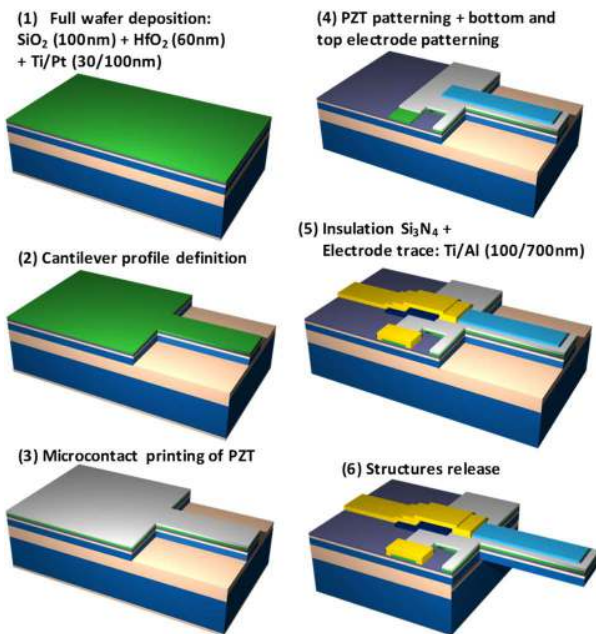 (1) Full wafer deposition:
SiO₂ (100nm) + HfO₂ (60nm)
+ Ti/Pt (30/100nm)
(2) Cantilever profile definition
(3) Microcontact printing of PZT
(4) PZT patterning + bottom and
top electrode patterning
(5) Insulation Si₃N₄ +
Electrode trace: Ti/Al (100/700nm)
(6) Structures release